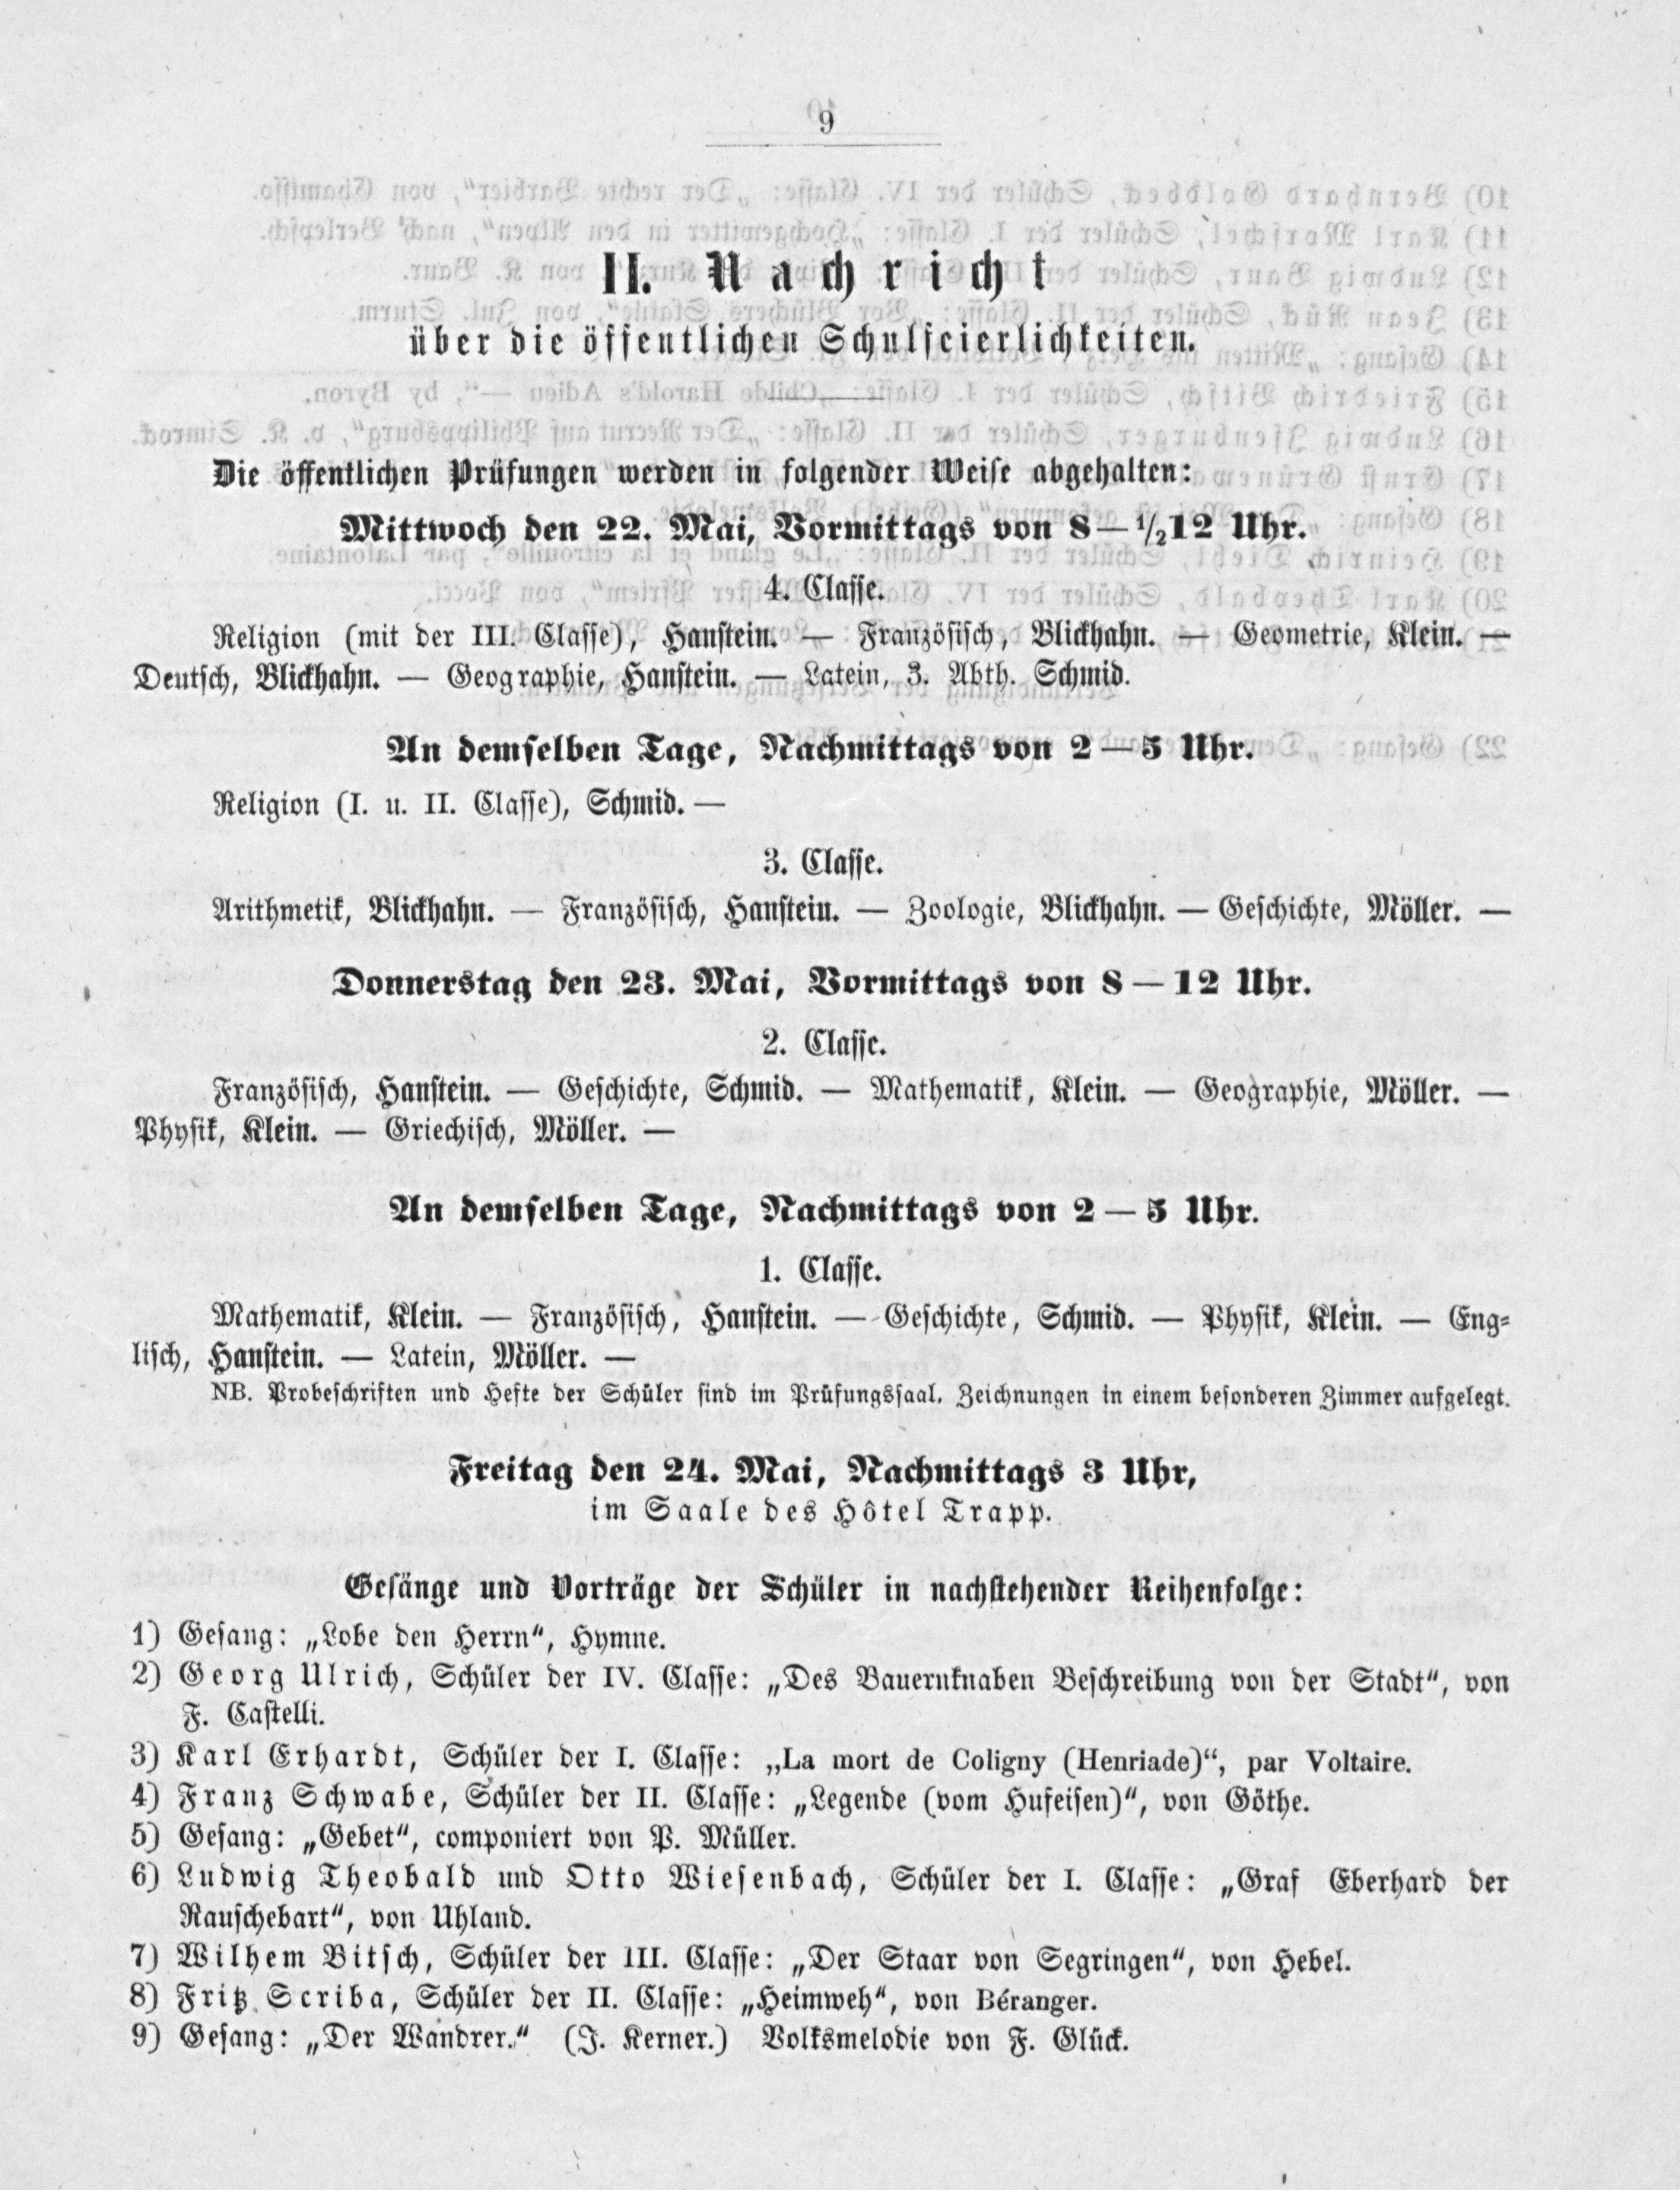 9
II. Nachricht
über die öffentlichen Schulfeierlichkeiten.
Die öffentlichen Prüfungen werden in folgender Weise abgehalten:
Mittwoch den 22. Mai, Vormittags von 8—1/212 Uhr.
4. Classe.
Religion (mit der III. Classe), Hanstein. — Französisch, Blickhahn. — Geometrie, Klein. —
Deutsch, Blickhahn. — Geographie, Hanstein. — Latein, 3. Abth. Schmid.
An demselben Tage, Nachmittags von 2—5 Uhr.
Religion (I. u. II. Classe), Schmid. —
3. Classe.
Arithmetik, Blickhahn. — Französisch, Hanstein. — Zoologie, Blickhahn. — Geschichte, Möller. —
Donnerstag den 23. Mai, Vormittags von 8—12 Uhr.
2. Classe.
Französisch, Hanstein. — Geschichte, Schmid. — Mathematik, Klein. — Geographie, Möller. —
Physik, Klein. — Griechisch, Möller. —
An demselben Tage, Nachmittags von 2—5 Uhr.
1. Classe.
Mathematik, Klein. — Französisch, Hanstein. — Geschichte, Schmid. — Physik, Klein. — Eng-
lisch, Hanstein. — Latein, Möller. —
NB. Probeschriften und Hefte der Schüler sind im Prüfungssaal, Zeichnungen in einem besonderen Zimmer aufgelegt.
Freitag den 24. Mai, Nachmittags 3 Uhr,
im Saale des Hôtel Trapp.
Gesänge und Vorträge der Schüler in nachstehender Reihenfolge:
1) Gesang: „Lobe den Herrn“, Hymne.
2) Georg Ulrich, Schüler der IV. Classe: „Des Bauernknaben Beschreibung von der Stadt“, von
F. Castelli.
3) Karl Erhardt, Schüler der I. Classe: „La mort de Coligny (Henriade)“, par Voltaire.
4) Franz Schwabe, Schüler der II. Classe: „Legende (vom Hufeisen)“, von Göthe.
5) Gesang: „Gebet“, componiert von P. Müller.
6) Ludwig Theobald und Otto Wiesenbach, Schüler der I. Classe: „Graf Eberhard der
Rauschebart“, von Uhland.
7) Wilhem Bitsch, Schüler der III. Classe: „Der Staar von Segringen“, von Hebel.
8) Fritz Scriba, Schüler der II. Classe: „Heimweh“, von Béranger.
9) Gesang: „Der Wandrer.“ (J. Kerner.) Volksmelodie von F. Glück.